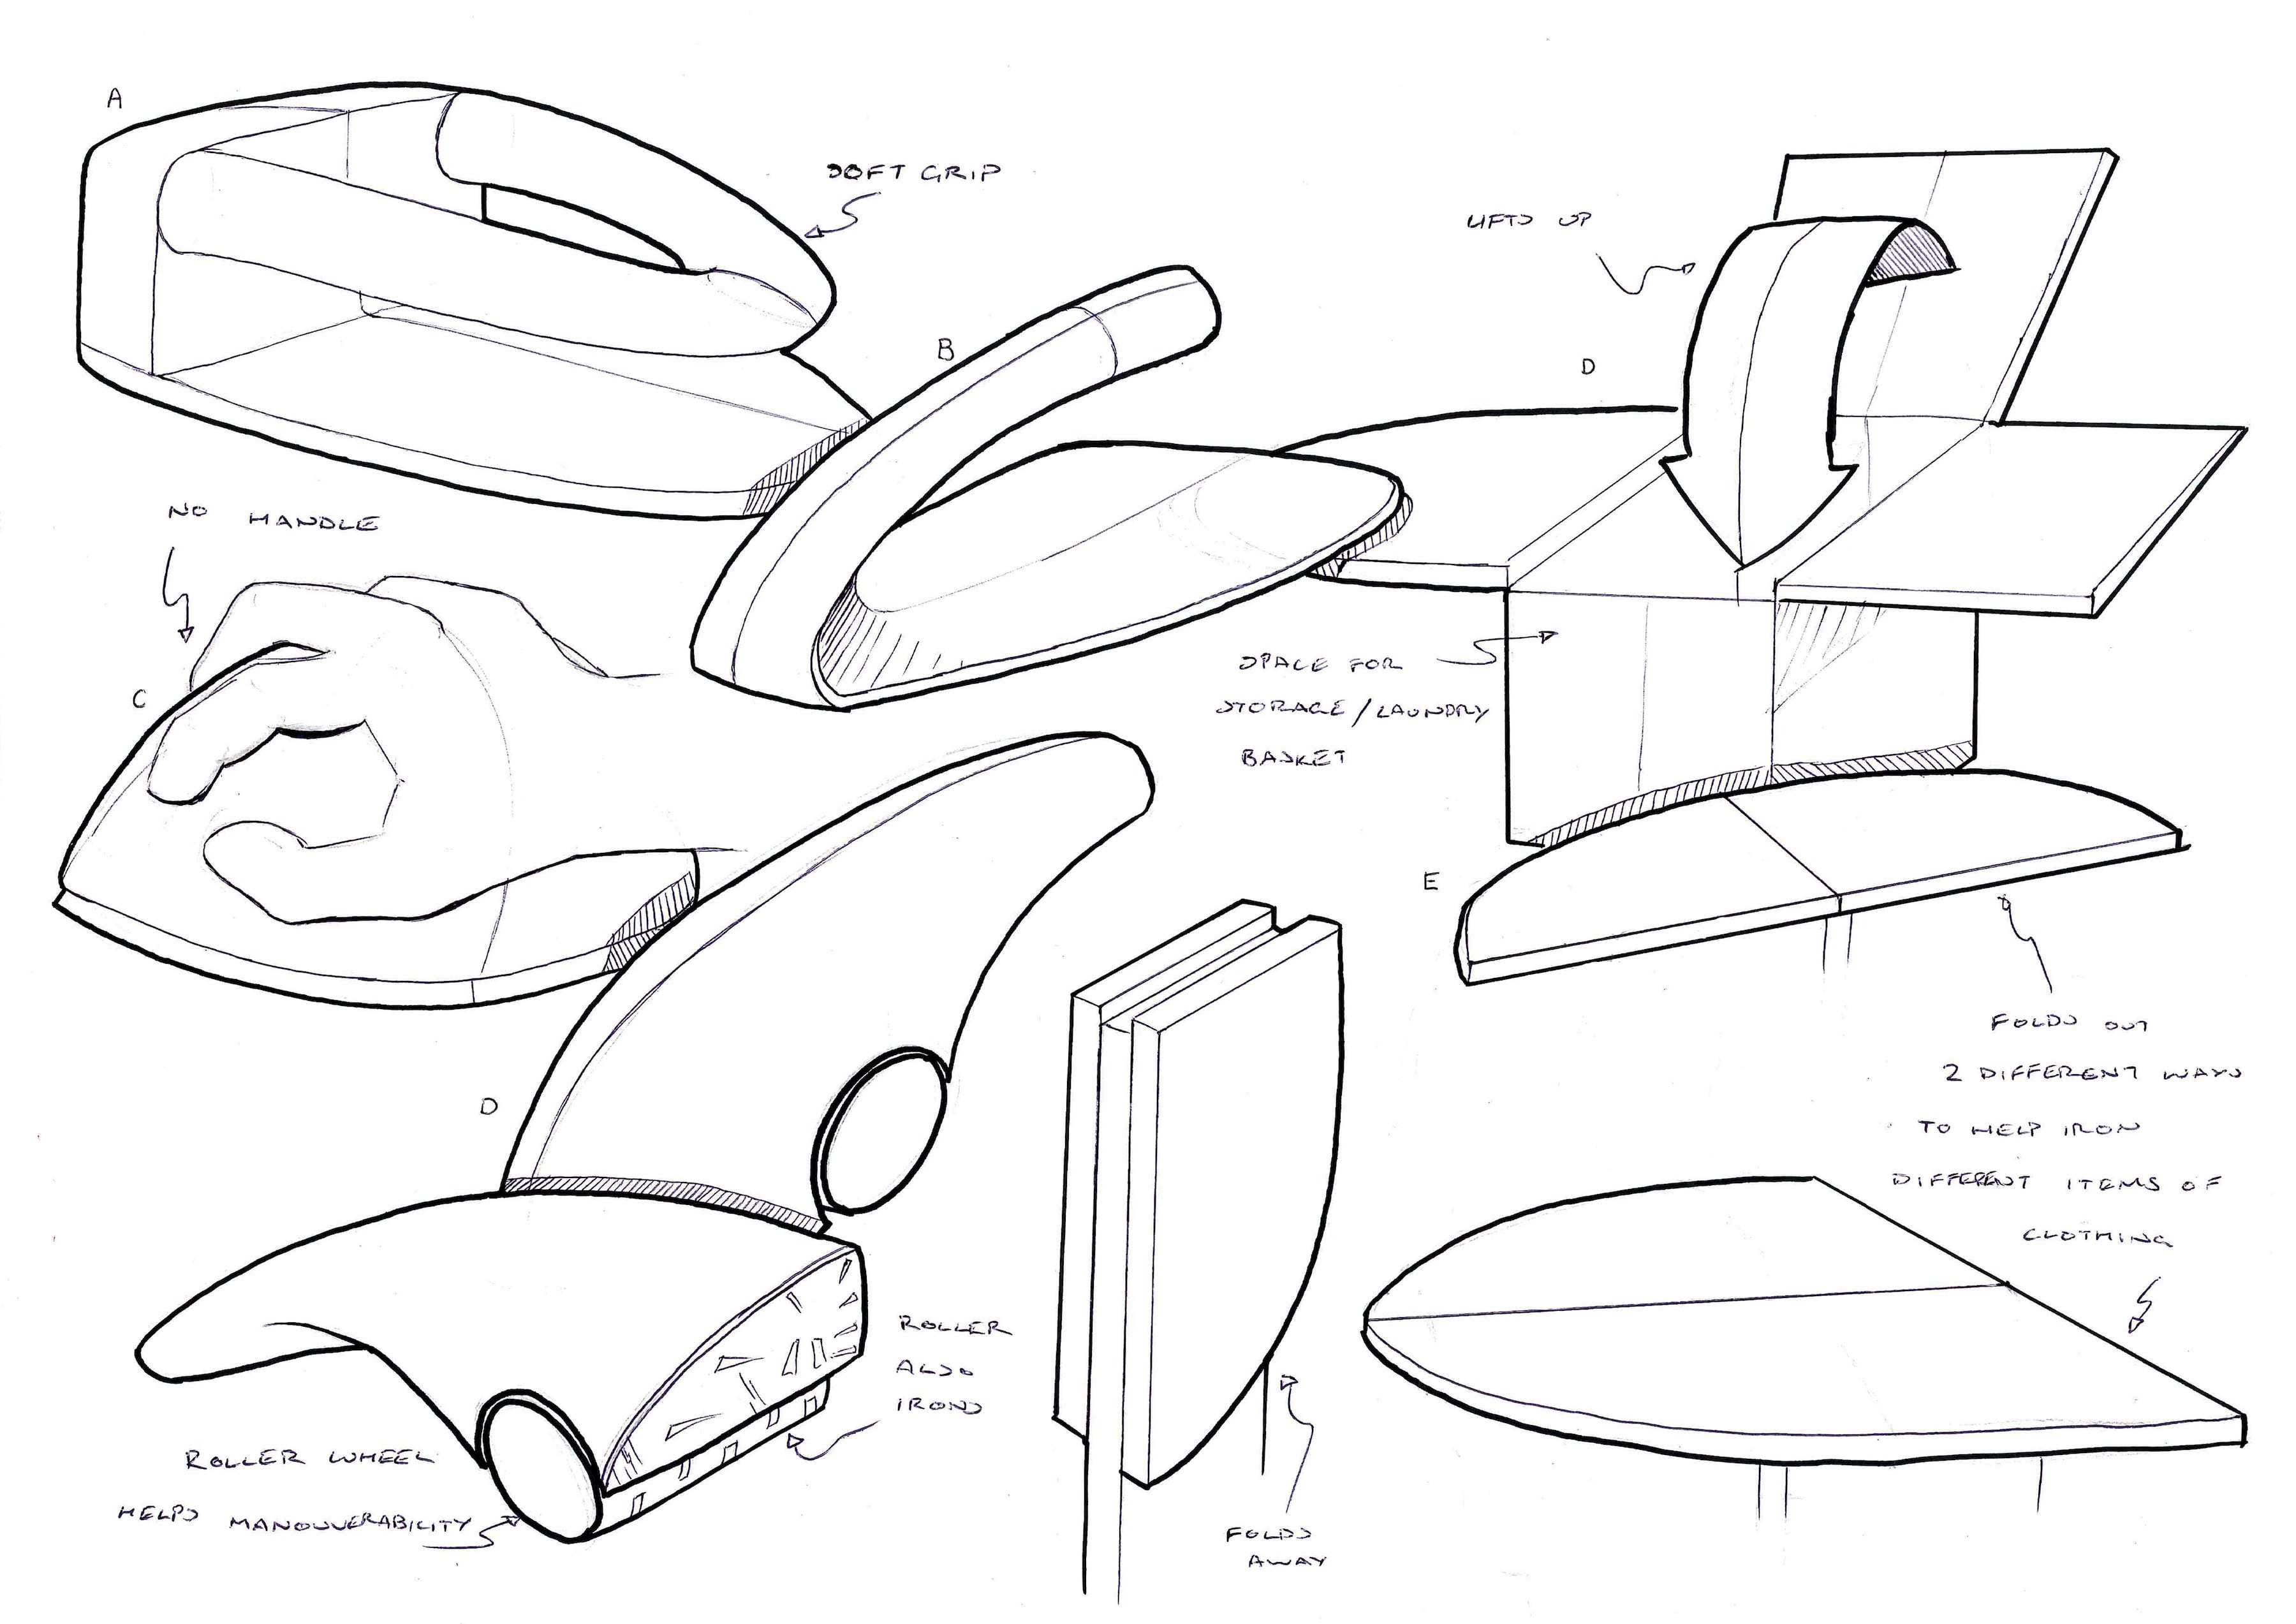 A
SOFT GRIP
LIFTS UP
B
D
NO HANDLE
C
SPACE FOR
STORAGE/LAUNDRY
BASKET
E
FOLDS OUT
2 DIFFERENT WAYS
TO HELP IRON
DIFFERENT ITEMS OF
CLOTHING
D
ROLLER
ALSO
IRONS
ROLLER WHEEL
HELPS MANOUVERABILITY
FOLDS
AWAY